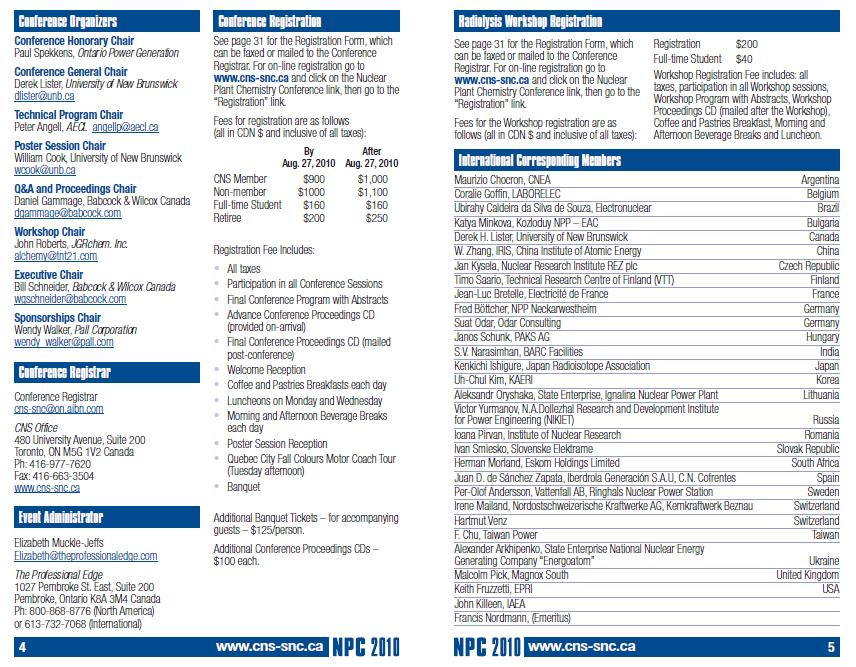 Conference Organizers
Conference Honorary Chair
Paul Spekkens, Ontario Power Generation
Conference General Chair
Derek Lister, University of New Brunswick
dlister@unb.ca
Technical Program Chair
Peter Angell, AECL angellp@aecl.ca
Poster Session Chair
William Cook, University of New Brunswick
wcook@unb.ca
Q&A and Proceedings Chair
Daniel Gammage, Babcock & Wilcox Canada
dgammage@babcock.com
Workshop Chair
John Roberts, JGRchem. Inc.
alchemy@tnt21.com
Executive Chair
Bill Schneider, Babcock & Wilcox Canada
wgschneider@babcock.com
Sponsorships Chair
Wendy Walker, Pall Corporation
wendy_walker@pall.com
Conference Registrar
Conference Registrar
cns-snc@on.aibn.com
CNS Office
480 University Avenue, Suite 200
Toronto, ON M5G 1V2 Canada
Ph: 416-977-7620
Fax: 416-663-3504
www.cns-snc.ca
Event Administrator
Elizabeth Muckle-Jeffs
Elizabeth@theprofessionaledge.com
The Professional Edge
1027 Pembroke St. East, Suite 200
Pembroke, Ontario K8A 3M4 Canada
Ph: 800-868-8776 (North America)
or 613-732-7068 (International)
Conference Registration
See page 31 for the Registration Form, which
can be faxed or mailed to the Conference
Registrar. For on-line registration go to
www.cns-snc.ca and click on the Nuclear
Plant Chemistry Conference link, then go to the
"Registration" link.
Fees for registration are as follows
(all in CDN $ and inclusive of all taxes):
By After
Aug. 27, 2010 Aug. 27, 2010
CNS Member $900 $1,000
Non-member $1000 $1,100
Full-time Student $160 $160
Retiree $200 $250
Registration Fee Includes:
• All taxes
• Participation in all Conference Sessions
• Final Conference Program with Abstracts
• Advance Conference Proceedings CD
(provided on-arrival)
• Final Conference Proceedings CD (mailed
post-conference)
• Welcome Reception
• Coffee and Pastries Breakfasts each day
• Luncheons on Monday and Wednesday
• Morning and Afternoon Beverage Breaks
each day
• Poster Session Reception
• Quebec City Fall Colours Motor Coach Tour
(Tuesday afternoon)
• Banquet
Additional Banquet Tickets – for accompanying
guests – $125/person.
Additional Conference Proceedings CDs –
$100 each.
4 www.cns-snc.ca NPC 2010
Radiolysis Workshop Registration
See page 31 for the Registration Form, which
can be faxed or mailed to the Conference
Registrar. For on-line registration go to
www.cns-snc.ca and click on the Nuclear
Plant Chemistry Conference link, then go to the
"Registration" link.
Fees for the Workshop registration are as
follows (all in CDN $ and inclusive of all taxes):
Registration $200
Full-time Student $40
Workshop Registration Fee includes: all
taxes, participation in all Workshop sessions,
Workshop Program with Abstracts, Workshop
Proceedings CD (mailed after the Workshop),
Coffee and Pastries Breakfast, Morning and
Afternoon Beverage Breaks and Luncheon.
International Corresponding Members
Maurizio Chocron, CNEA Argentina
Coralie Goffin, LABORELEC Belgium
Ubirahy Caldeira da Silva de Souza, Electronuclear Brazil
Katya Minkova, Kozloduy NPP – EAC Bulgaria
Derek H. Lister, University of New Brunswick Canada
W. Zhang, IRIS, China Institute of Atomic Energy China
Jan Kysela, Nuclear Research Institute REZ plc Czech Republic
Timo Saario, Technical Research Centre of Finland (VTT) Finland
Jean-Luc Bretelle, Electricité de France France
Fred Böttcher, NPP Neckarwestheim Germany
Suat Odar, Odar Consulting Germany
Janos Schunk, PAKS AG Hungary
S.V. Narasimhan, BARC Facilities India
Kenkichi Ishigure, Japan Radioisotope Association Japan
Uh-Chul Kim, KAERI Korea
Aleksandr Oryshaka, State Enterprise, Ignalina Nuclear Power Plant Lithuania
Victor Yurmanov, N.A.Dollezhal Research and Development Institute
for Power Engineering (NIKIET) Russia
Ioana Pirvan, Institute of Nuclear Research Romania
Ivan Smiesko, Slovenske Elektrame Slovak Republic
Herman Morland, Eskom Holdings Limited South Africa
Juan D. de Sánchez Zapata, Iberdrola Generación S.A.U, C.N. Cofrentes Spain
Per-Olof Andersson, Vattenfall AB, Ringhals Nuclear Power Station Sweden
Irene Mailand, Nordostschweizerische Kraftwerke AG, Kernkraftwerk Beznau Switzerland
Hartmut Venz Switzerland
F. Chu, Taiwan Power Taiwan
Alexander Arkhipenko, State Enterprise National Nuclear Energy
Generating Company "Energoatom" Ukraine
Malcolm Pick, Magnox South United Kingdom
Keith Fruzzetti, EPRI USA
John Killeen, IAEA
Francis Nordmann, (Emeritus)
NPC 2010 www.cns-snc.ca 5